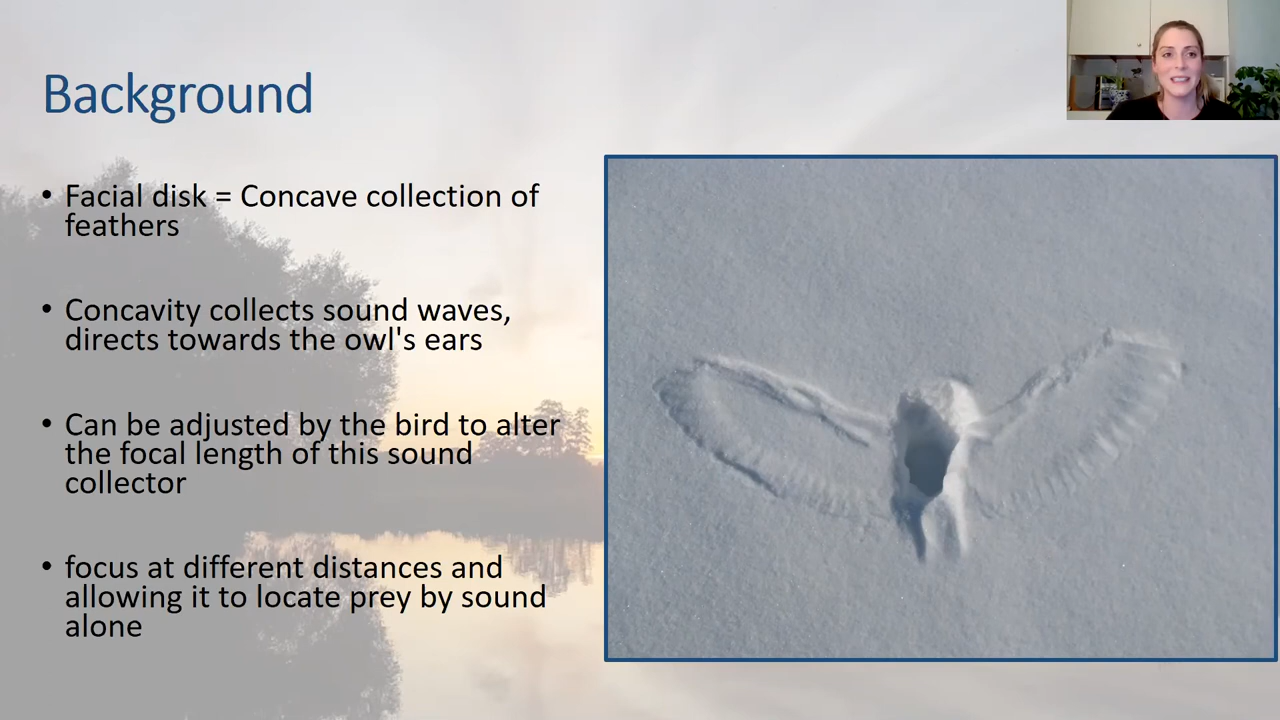 Background
• Facial disk = Concave collection of
feathers
• Concavity collects sound waves,
directs towards the owl's ears
• Can be adjusted by the bird to alter
the focal length of this sound
collector
• focus at different distances and
allowing it to locate prey by sound
alone